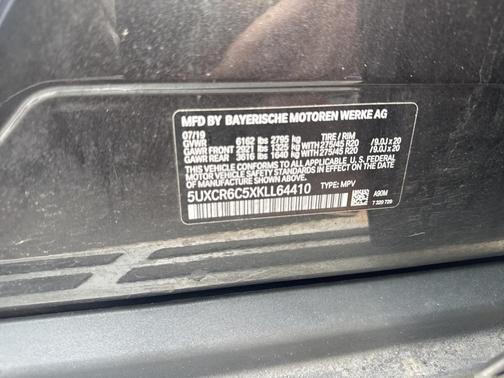 MFD BY BAYERISCHE MOTOREN WERKE AG
07/19
GVWR 6162 lbs 2795 kg TIRE / RIM
GAWR FRONT 2921 lbs 1325 kg WITH 275/45 R20 /9.0J x 20
GAWR REAR 3616 lbs 1640 kg WITH 275/45 R20 /9.0J x 20
THIS VEHICLE CONFORMS TO ALL APPLICABLE U.S. FEDERAL
MOTOR VEHICLE SAFETY STANDARDS IN EFFECT
ON THE DATE OF MANUFACTURE SHOWN ABOVE.
5UXCR6C5XKLL64410 TYPE: MPV
A90M
7 320 729